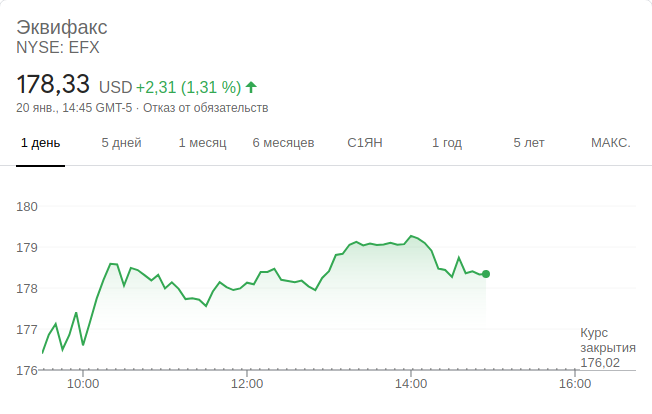 Эквифакс
NYSE: EFX
178,33 USD +2,31 (1,31 %)
20 янв., 14:45 GMT-5 · Отказ от обязательств
1 день 5 дней 1 месяц 6 месяцев С1ЯН 1 год 5 лет МАКС.
180
179
178
177
Курс
закрытия
176,02
176
10:00 12:00 14:00 16:00